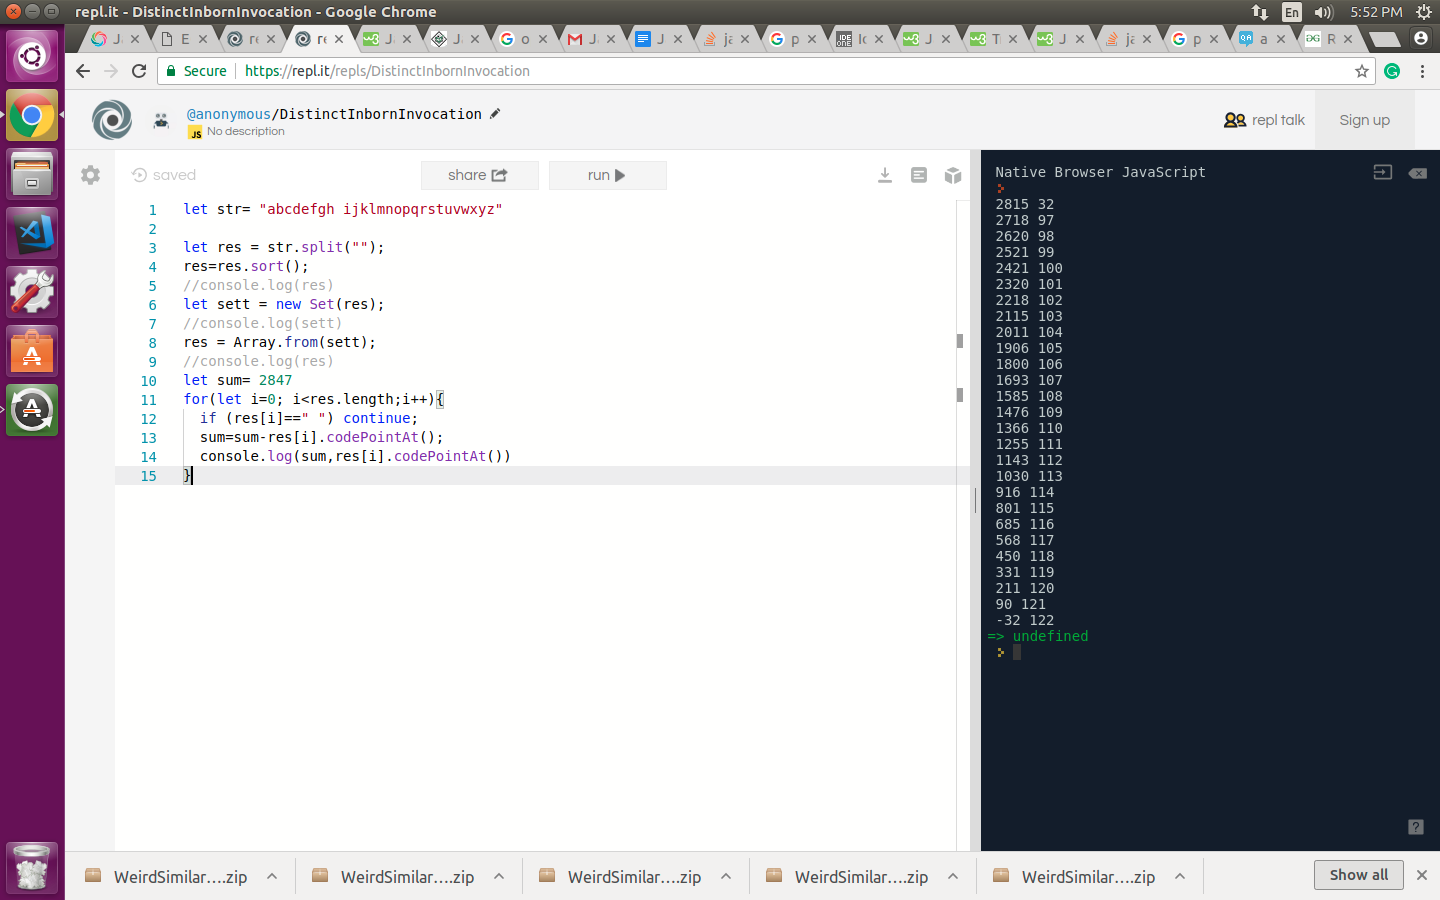 repl.it - DistinctInbornInvocation - Google Chrome
En
5:52 PM
J
E
re
re
J
J
o
J
J
ja
p
Ic
J
T
J
ja
p
a
R
Secure
https://repl.it/repls/DistinctInbornInvocation
@anonymous/DistinctInbornInvocation
JS No description
repl talk
Sign up
saved
share
run
1 let str= "abcdefgh ijklmnopqrstuvwxyz"
2
3 let res = str.split("");
4 res=res.sort();
5 //console.log(res)
6 let sett = new Set(res);
7 //console.log(sett)
8 res = Array.from(sett);
9 //console.log(res)
10 let sum= 2847
11 for(let i=0; i<res.length;i++){
12 if (res[i]==" ") continue;
13 sum=sum-res[i].codePointAt();
14 console.log(sum,res[i].codePointAt())
15 }
Native Browser JavaScript
2815 32
2718 97
2620 98
2521 99
2421 100
2320 101
2218 102
2115 103
2011 104
1906 105
1800 106
1693 107
1585 108
1476 109
1366 110
1255 111
1143 112
1030 113
916 114
801 115
685 116
568 117
450 118
331 119
211 120
90 121
-32 122
=> undefined
?
WeirdSimilar....zip
WeirdSimilar....zip
WeirdSimilar....zip
WeirdSimilar....zip
WeirdSimilar....zip
Show all